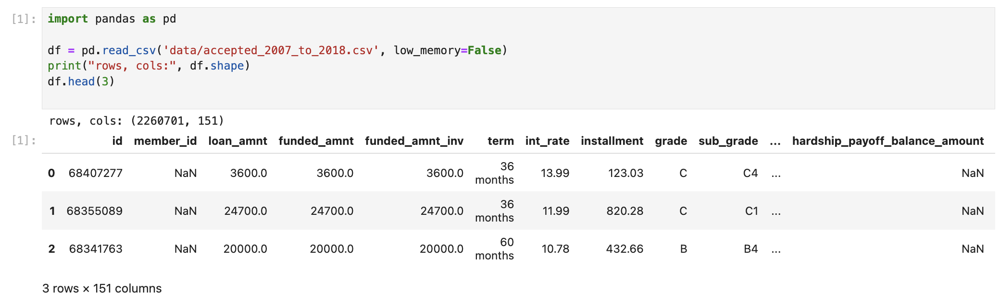 [1]: import pandas as pd
df = pd.read_csv('data/accepted_2007_to_2018.csv', low_memory=False)
print("rows, cols:", df.shape)
df.head(3)
rows, cols: (2260701, 151)
[1]: id member_id loan_amnt funded_amnt funded_amnt_inv term int_rate installment grade sub_grade ... hardship_payoff_balance_amount
0 68407277 NaN 3600.0 3600.0 3600.0 36 months 13.99 123.03 C C4 ... NaN
1 68355089 NaN 24700.0 24700.0 24700.0 36 months 11.99 820.28 C C1 ... NaN
2 68341763 NaN 20000.0 20000.0 20000.0 60 months 10.78 432.66 B B4 ... NaN
3 rows × 151 columns